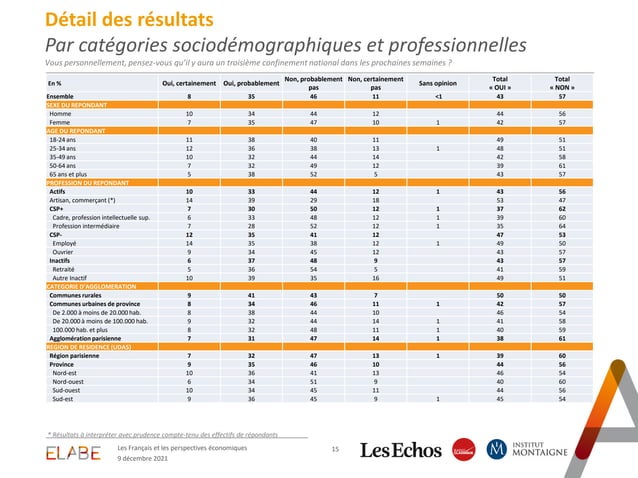 Détail des résultats
Par catégories sociodémographiques et professionnelles
Vous personnellement, pensez-vous qu'il y aura un troisième confinement national dans les prochaines semaines ?
En % Oui, certainement Oui, probablement Non, probablement pas Non, certainement pas Sans opinion Total « OUI » Total « NON »
Ensemble 8 35 46 11 <1 43 57
SEXE DU REPONDANT
Homme 10 34 44 12 44 56
Femme 7 35 47 10 1 42 57
AGE DU REPONDANT
18-24 ans 11 38 40 11 49 51
25-34 ans 12 36 38 13 1 48 51
35-49 ans 10 32 44 14 42 58
50-64 ans 7 32 49 12 39 61
65 ans et plus 5 38 52 5 43 57
PROFESSION DU REPONDANT
Actifs 10 33 44 12 1 43 56
Artisan, commerçant (*) 14 39 29 18 53 47
CSP+ 7 30 50 12 1 37 62
Cadre, profession intellectuelle sup. 6 33 48 12 1 39 60
Profession intermédiaire 7 28 52 12 1 35 64
CSP- 12 35 41 12 47 53
Employé 14 35 38 12 1 49 50
Ouvrier 9 34 45 12 43 57
Inactifs 6 37 48 9 43 57
Retraité 5 36 54 5 41 59
Autre Inactif 10 39 35 16 49 51
CATEGORIE D'AGGLOMERATION
Communes rurales 9 41 43 7 50 50
Communes urbaines de province 8 34 46 11 1 42 57
De 2.000 à moins de 20.000 hab. 8 38 44 10 46 54
De 20.000 à moins de 100.000 hab. 9 32 44 14 1 41 58
100.000 hab. et plus 8 32 48 11 1 40 59
Agglomération parisienne 7 31 47 14 1 38 61
REGION DE RESIDENCE (UDA5)
Région parisienne 7 32 47 13 1 39 60
Province 9 35 46 10 44 56
Nord-est 10 36 41 13 46 54
Nord-ouest 6 34 51 9 40 60
Sud-ouest 10 34 45 11 44 56
Sud-est 9 36 45 9 1 45 54
* Résultats à interpréter avec prudence compte-tenu des effectifs de répondants
ELABE
Les Français et les perspectives économiques
9 décembre 2021
15
Les Echos
RADIO CLASSIQUE
M
INSTITUT
MONTAIGNE